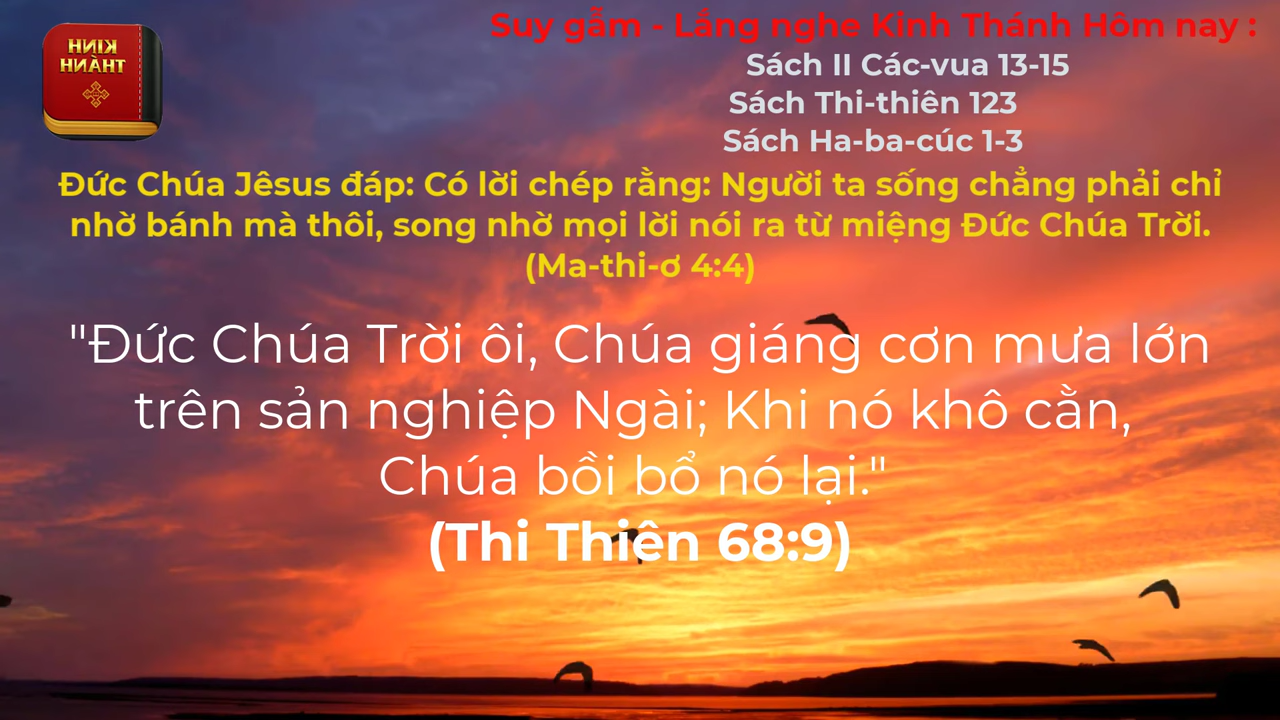 Suy gẫm - Lắng nghe Kinh Thánh Hôm nay :
KINH
THÁNH
Sách II Các-vua 13-15
Sách Thi-thiên 123
Sách Ha-ba-cúc 1-3
Đức Chúa Jêsus đáp: Có lời chép rằng: Người ta sống chẳng phải chỉ
nhờ bánh mà thôi, song nhờ mọi lời nói ra từ miệng Đức Chúa Trời.
(Ma-thi-ơ 4:4)
"Đức Chúa Trời ôi, Chúa giáng cơn mưa lớn
trên sản nghiệp Ngài; Khi nó khô cằn,
Chúa bồi bổ nó lại."
(Thi Thiên 68:9)